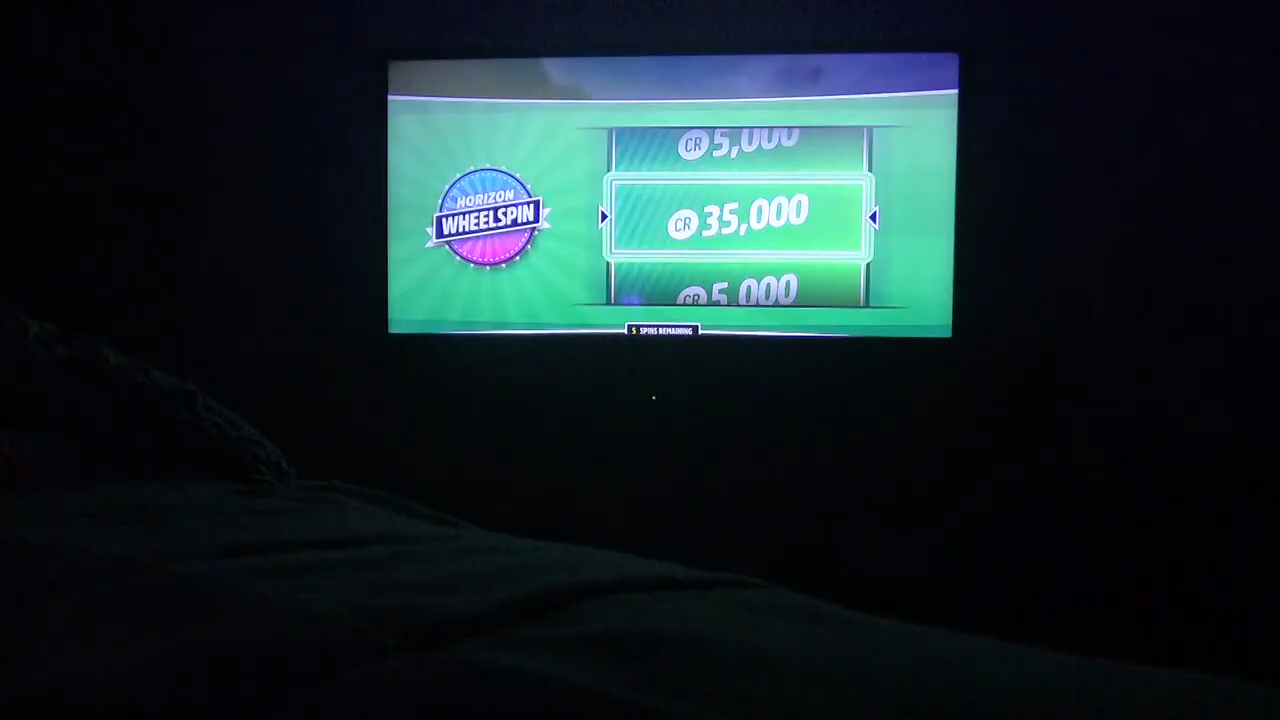 HORIZON
WHEELSPIN
CR 5,000
CR 35,000
CR 5,000
5 SPINS REMAINING